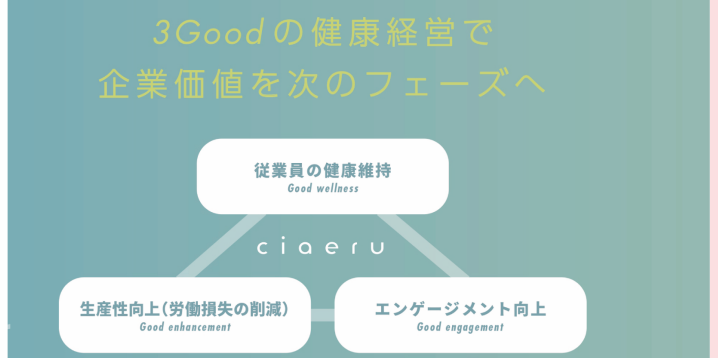 3Goodの健康経営で
企業価値を次のフェーズへ
従業員の健康維持
Good wellness
ciaeru
生産性向上(労働損失の削減)
Good enhancement
エンゲージメント向上
Good engagement